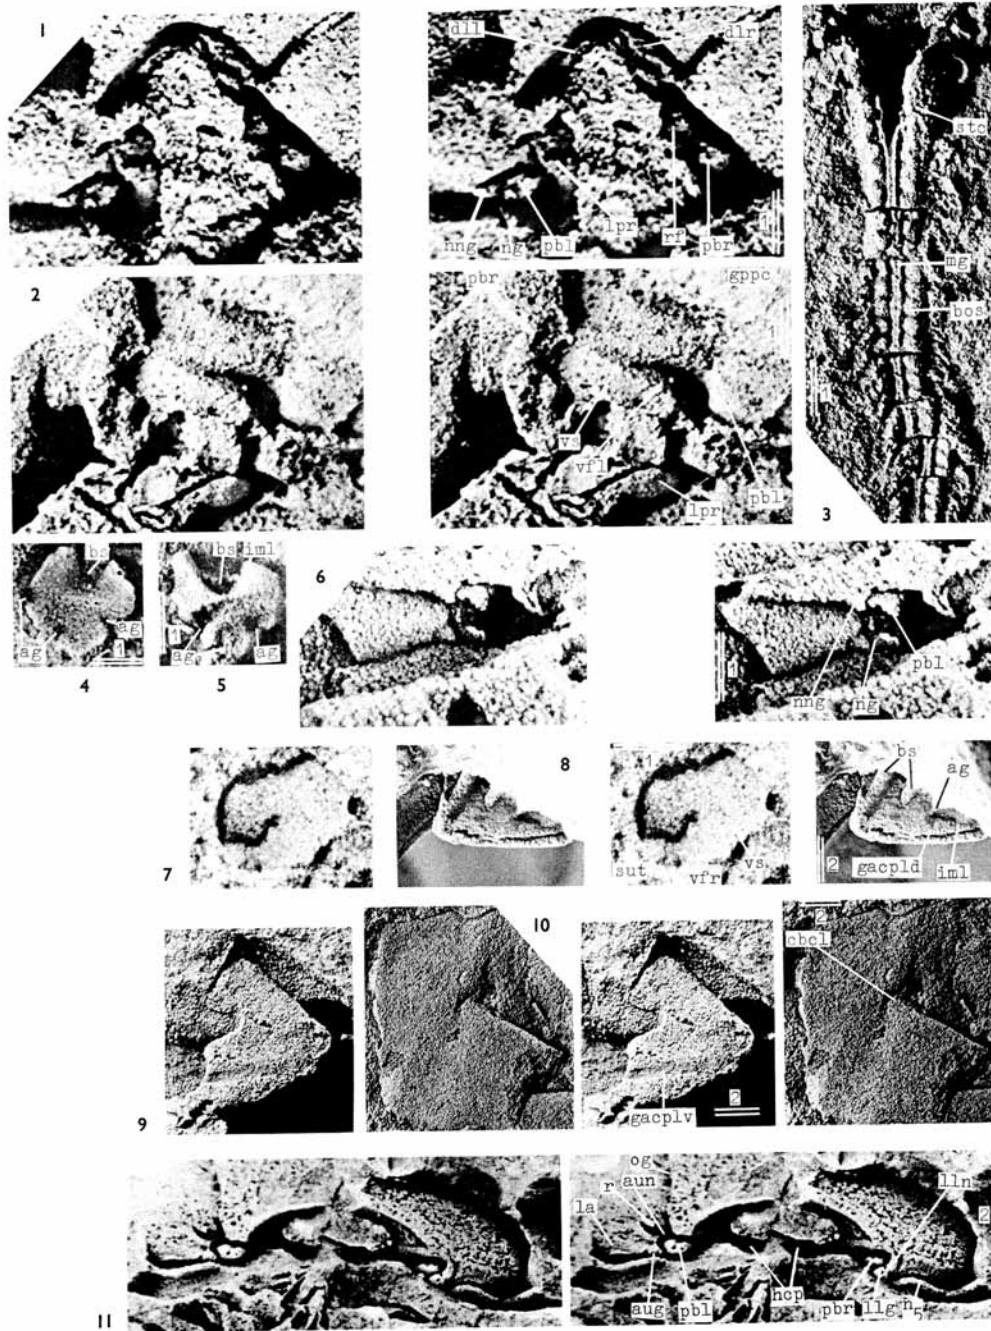 1
dll dlr
nng ng pbl lpr rf pbr 1
stc
mg
bos
3
2
pbr gppc
vs
vfl
lpr pbl
bs
ag ag
1
4
bs iml
1
ag ag
5
6
1
nng ng pbl
7
8
1
sut vfr vs
bs ag
2
gacpld iml
9
gacplv
2
10
2
cbcl
11
og
r aun
la
aug pbl hcp pbr llg n5
lln
2